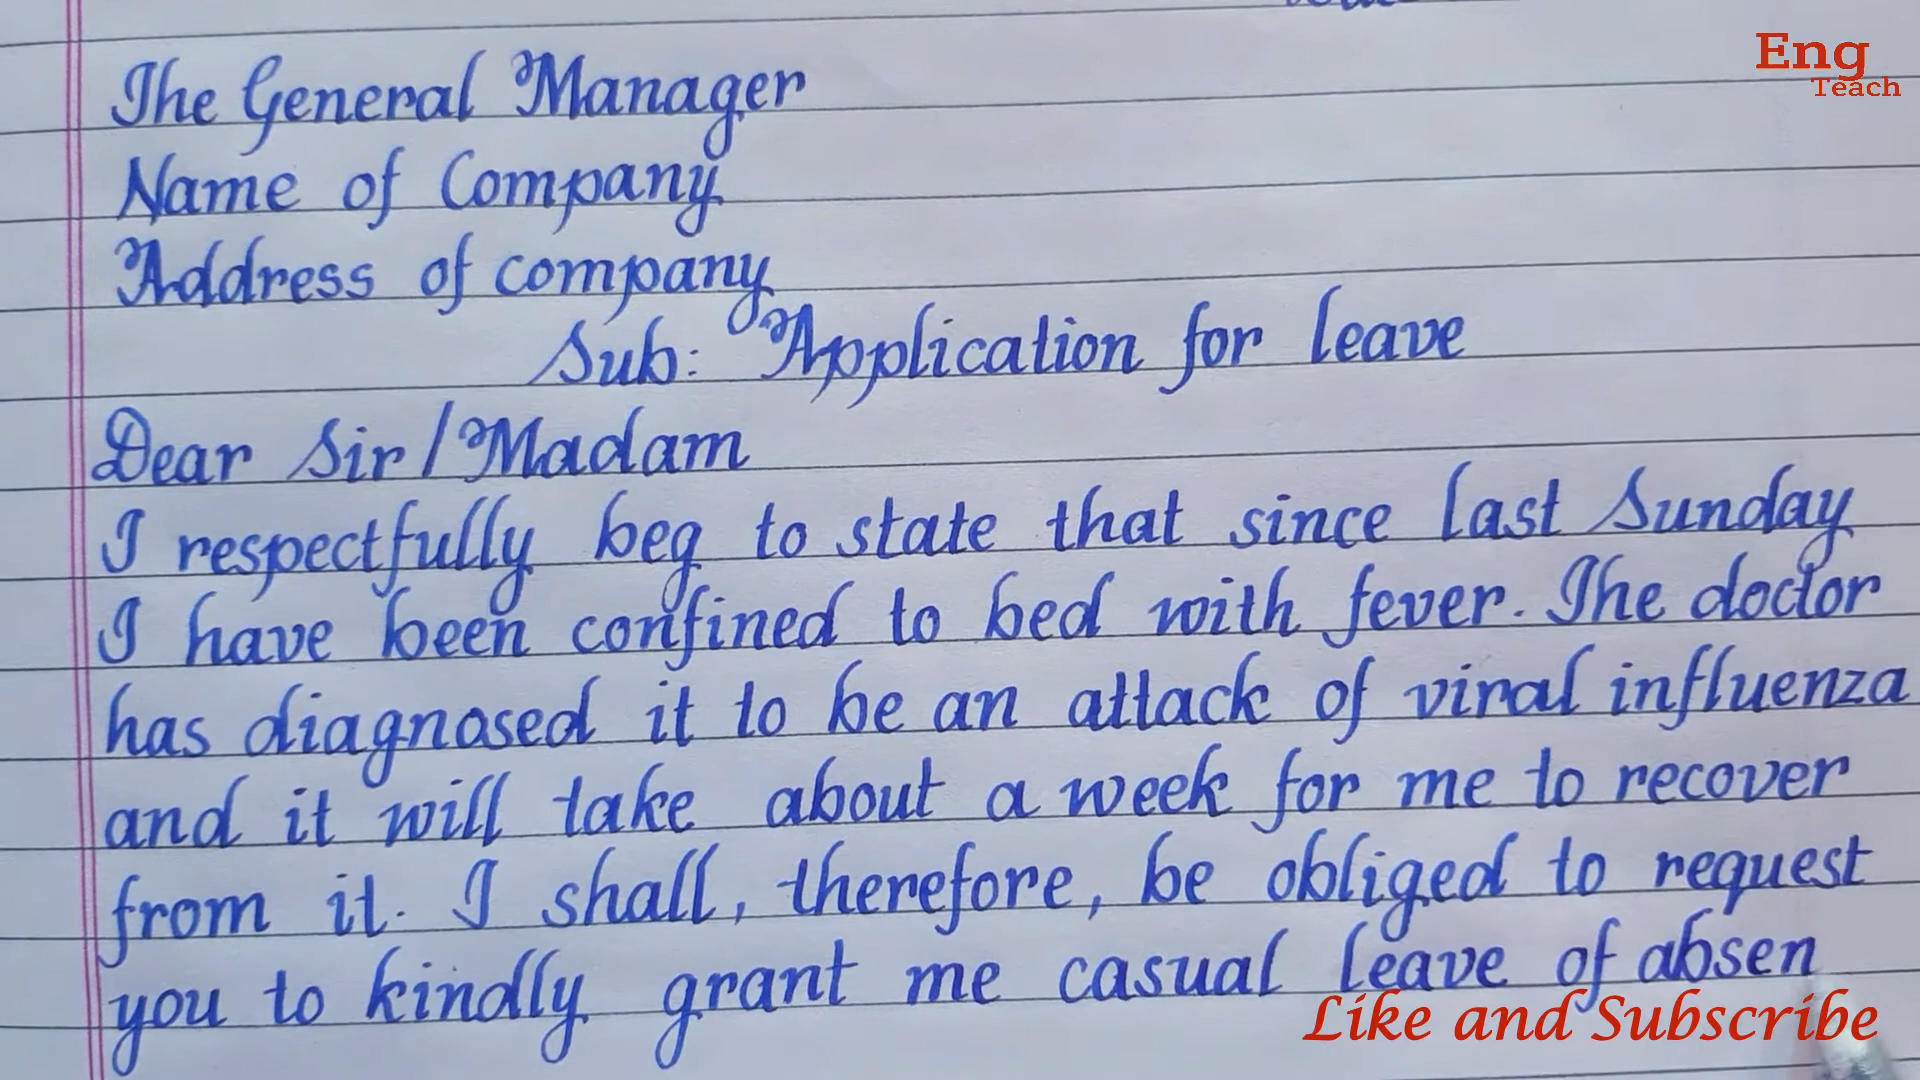 The General Manager
Name of Company
Address of company
Sub: Application for leave
Dear Sir/Madam
I respectfully beg to state that since last Sunday
I have been confined to bed with fever. The doctor
has diagnosed it to be an attack of viral influenza
and it will take about a week for me to recover
from it. I shall, therefore, be obliged to request
you to kindly grant me casual leave of absen
Eng
Teach
Like and Subscribe